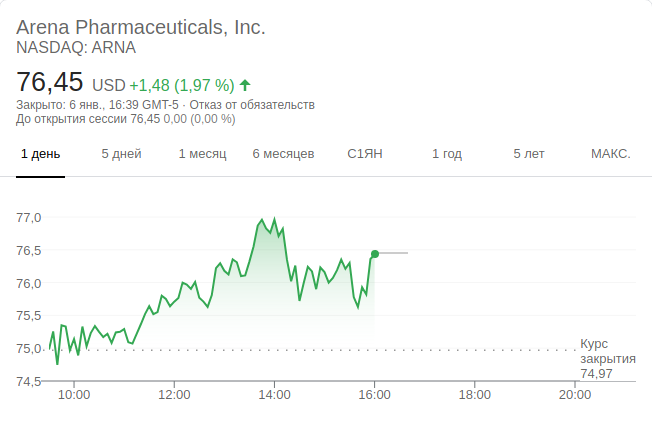 Arena Pharmaceuticals, Inc.
NASDAQ: ARNA
76,45 USD +1,48 (1,97 %)
Закрыто: 6 янв., 16:39 GMT-5 · Отказ от обязательств
До открытия сессии 76,45 0,00 (0,00 %)
1 день 5 дней 1 месяц 6 месяцев С1ЯН 1 год 5 лет МАКС.
77,0
76,5
76,0
75,5
75,0
74,5
Курс
закрытия
74,97
10:00 12:00 14:00 16:00 18:00 20:00